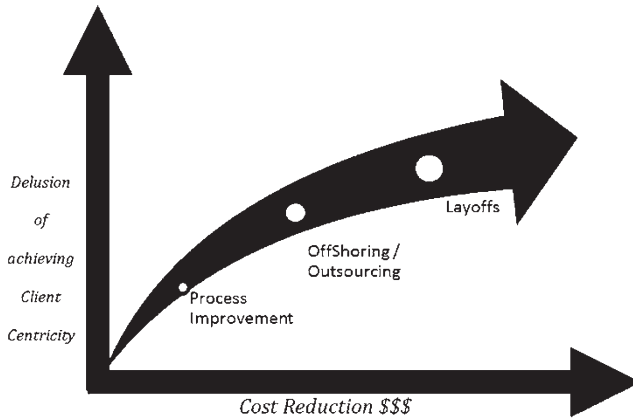 Delusion
of
achieving
Client
Centricity
Layoffs
OffShoring /
Outsourcing
Process
Improvement
Cost Reduction $$$